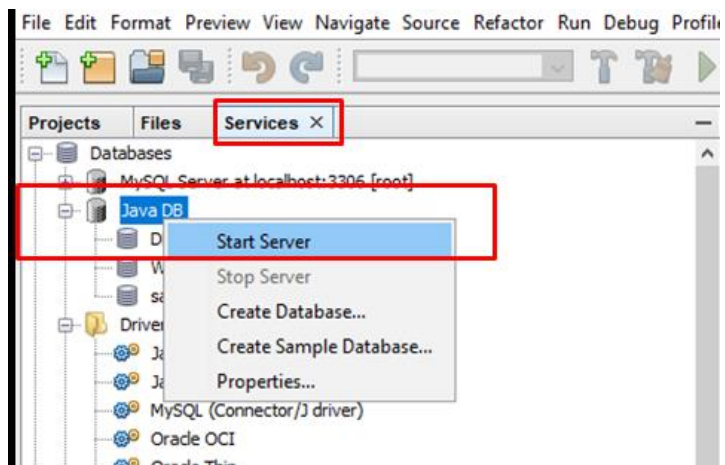 File Edit Format Preview View Navigate Source Refactor Run Debug Profile
Projects Files Services ×
Databases
MySQL Server at localhost:3306 [root]
Java DB
Start Server
Stop Server
Create Database...
Create Sample Database...
Properties...
MySQL (Connector/J driver)
Oracle OCI
Oracle Thin